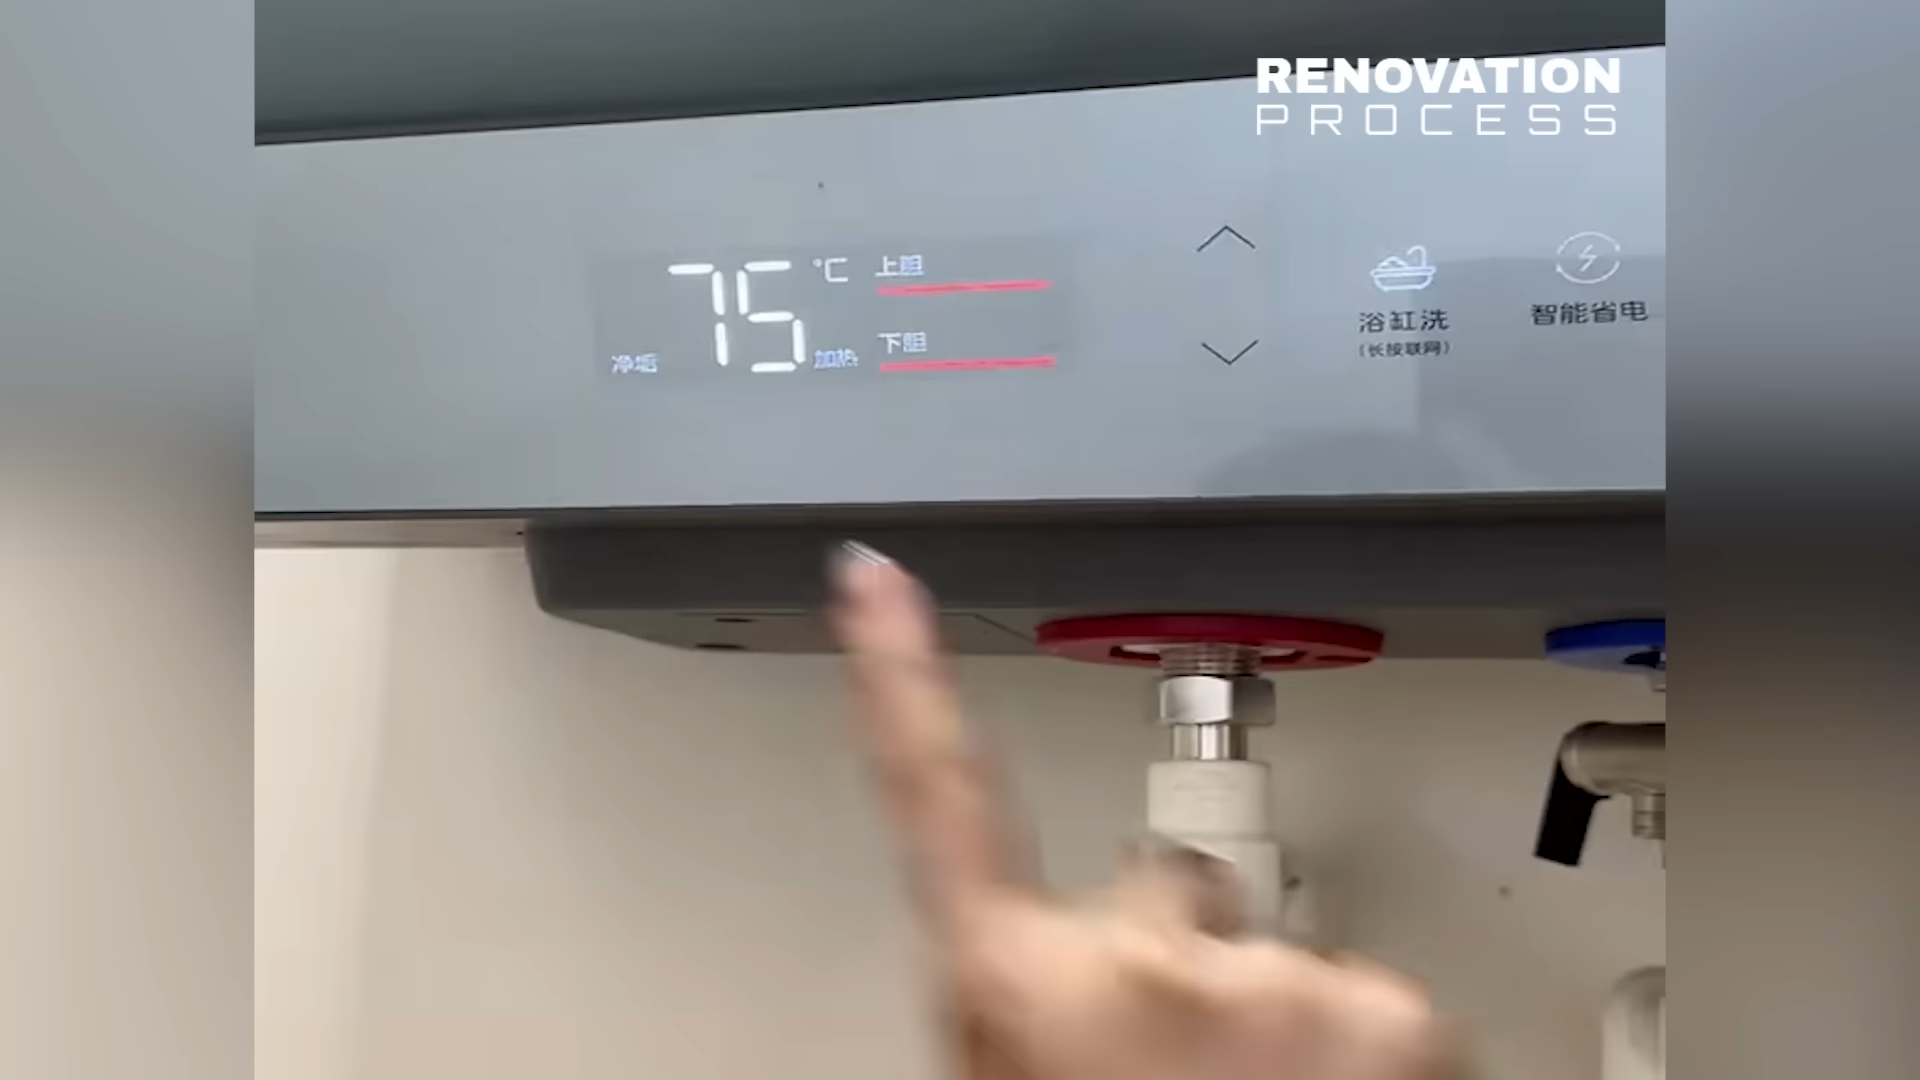 RENOVATION
PROCESS
75 °C
上胆
下胆
净垢
加热
浴缸洗
(长按联网)
智能省电